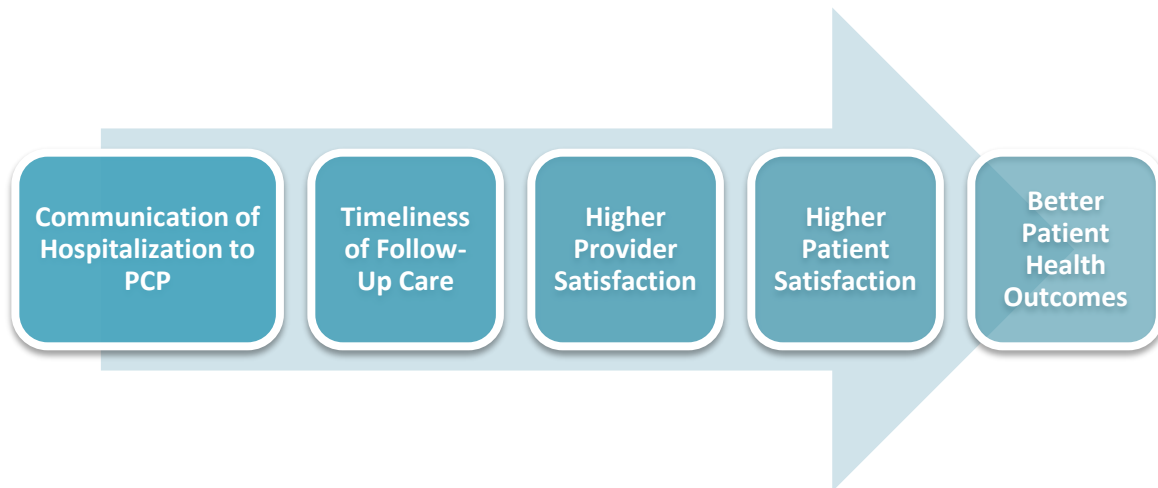 Communication of
Hospitalization to
PCP
Timeliness
of Follow-
Up Care
Higher
Provider
Satisfaction
Higher
Patient
Satisfaction
Better
Patient
Health
Outcomes